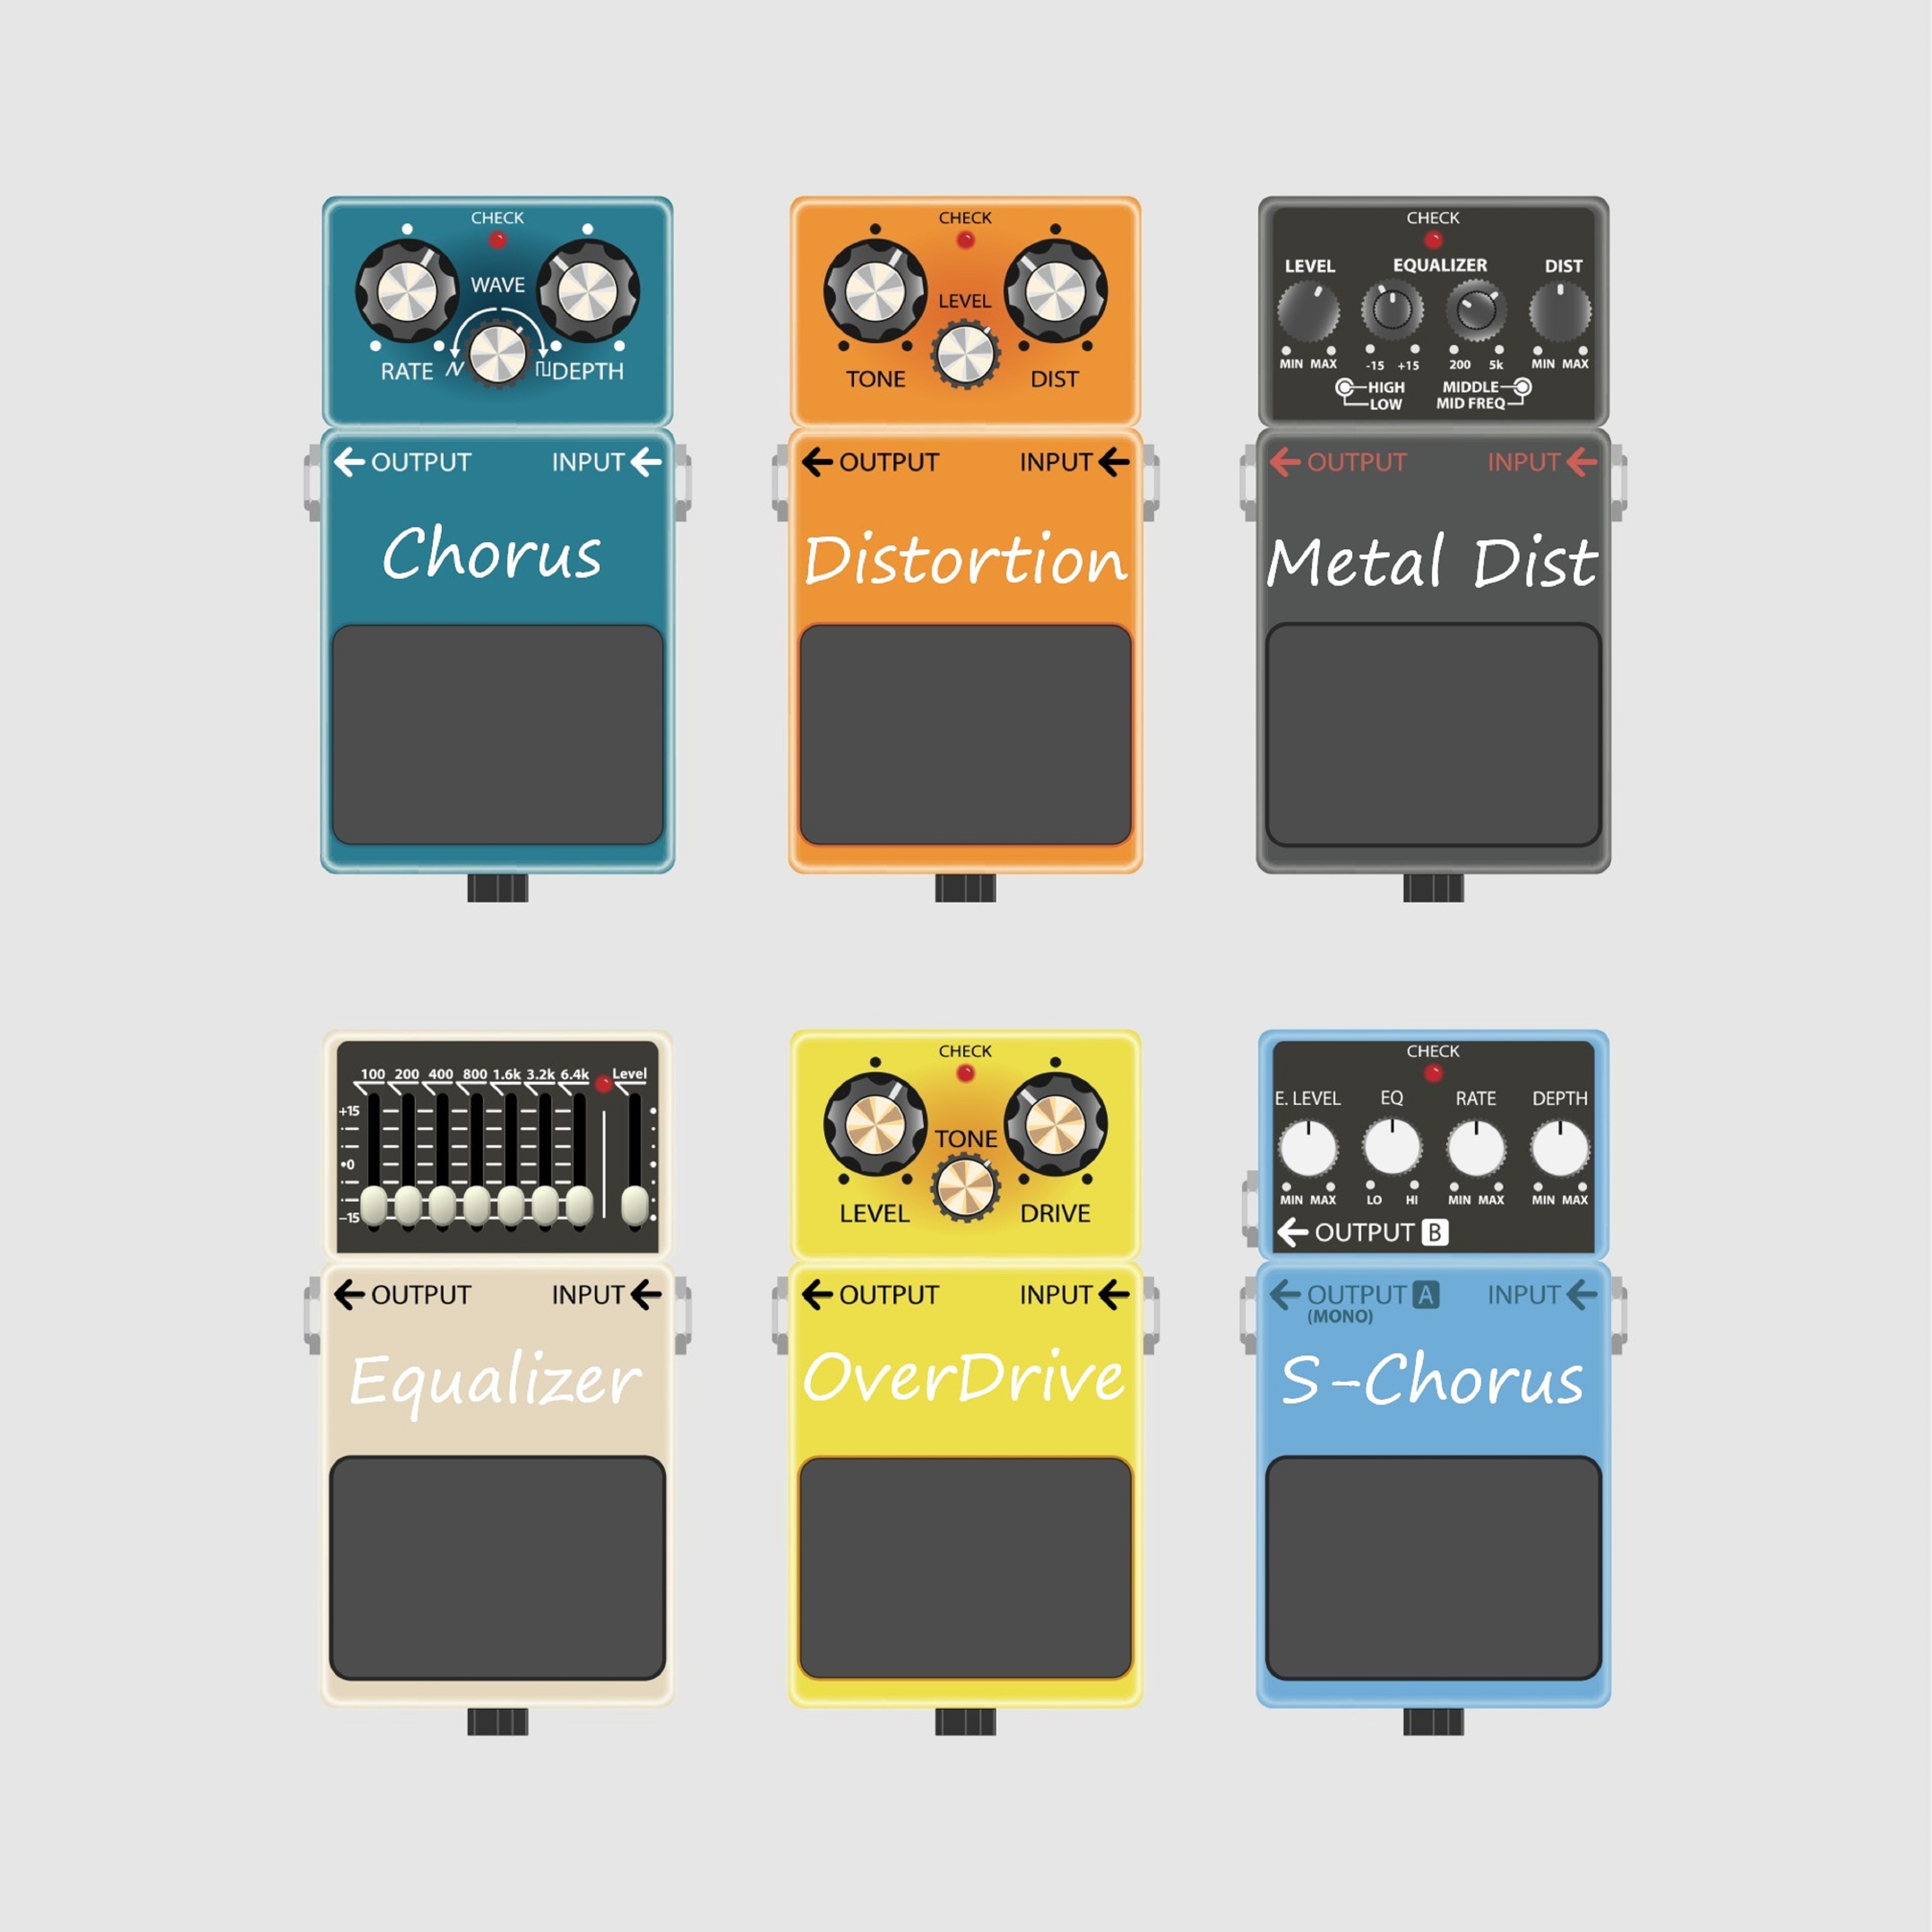 CHECK
WAVE
RATE DEPTH
← OUTPUT INPUT ←
Chorus
CHECK
LEVEL
TONE DIST
← OUTPUT INPUT ←
Distortion
CHECK
LEVEL EQUALIZER DIST
MIN MAX -15 +15 200 5k MIN MAX
HIGH MIDDLE
LOW MID FREQ
← OUTPUT INPUT ←
Metal Dist
100 200 400 800 1.6k 3.2k 6.4k Level
+15
0
-15
← OUTPUT INPUT ←
Equalizer
CHECK
TONE
LEVEL DRIVE
← OUTPUT INPUT ←
OverDrive
CHECK
E. LEVEL EQ RATE DEPTH
MIN MAX LO HI MIN MAX MIN MAX
← OUTPUT B
← OUTPUT A INPUT ←
(MONO)
S-Chorus